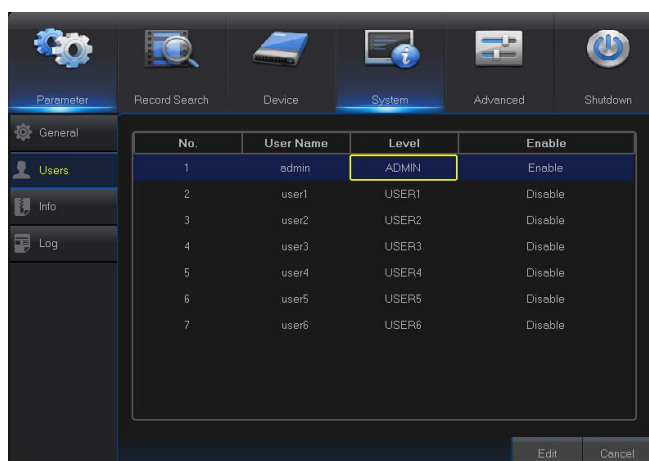 Parameter Record Search Device System Advanced Shutdown
General
Users
Info
Log
No. User Name Level Enable
1 admin ADMIN Enable
2 user1 USER1 Disable
3 user2 USER2 Disable
4 user3 USER3 Disable
5 user4 USER4 Disable
6 user5 USER5 Disable
7 user6 USER6 Disable
Edit Cancel